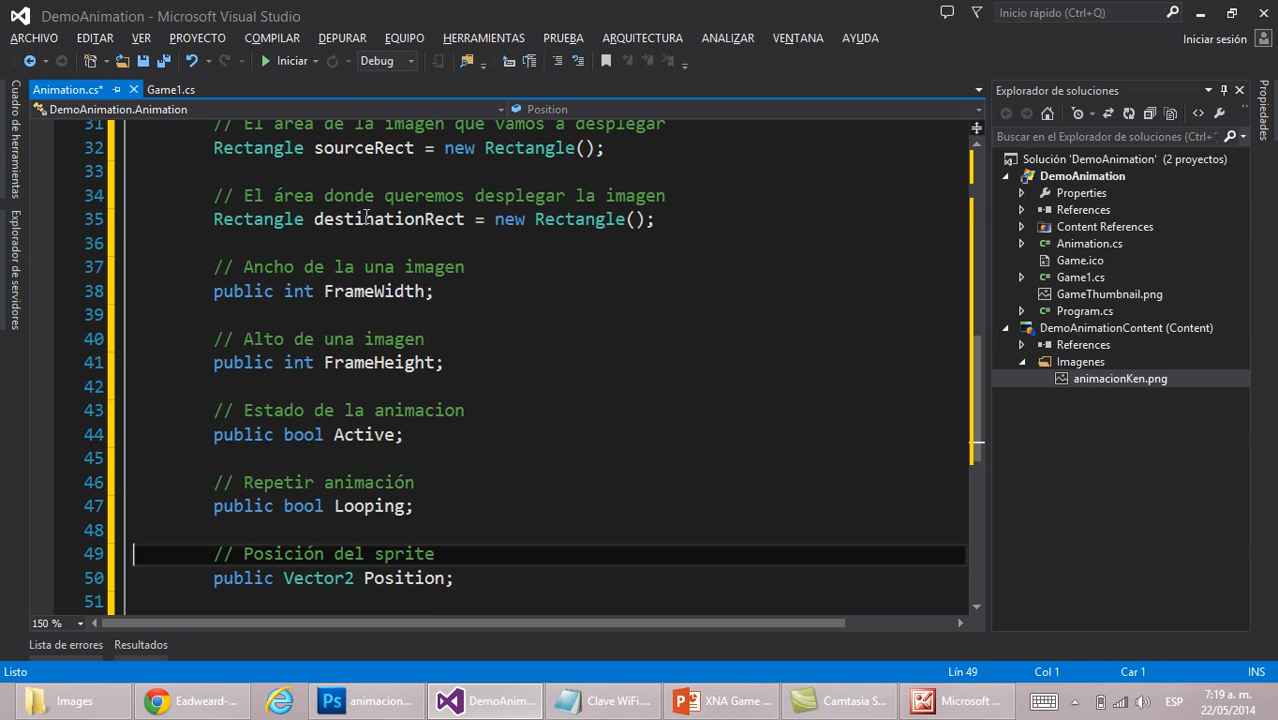 DemoAnimation - Microsoft Visual Studio
Inicio rápido (Ctrl+Q)
ARCHIVO EDITAR VER PROYECTO COMPILAR DEPURAR EQUIPO HERRAMIENTAS PRUEBA ARQUITECTURA ANALIZAR VENTANA AYUDA
Iniciar sesión
Iniciar Debug
Cuadro de herramientas
Explorador de servidores
Animation.cs* Game1.cs
DemoAnimation.Animation Position
31 // El área de la imagen que vamos a desplegar
32 Rectangle sourceRect = new Rectangle();
33
34 // El área donde queremos desplegar la imagen
35 Rectangle destinationRect = new Rectangle();
36
37 // Ancho de la una imagen
38 public int FrameWidth;
39
40 // Alto de una imagen
41 public int FrameHeight;
42
43 // Estado de la animacion
44 public bool Active;
45
46 // Repetir animación
47 public bool Looping;
48
49 // Posición del sprite
50 public Vector2 Position;
51
150 %
Explorador de soluciones
Buscar en el Explorador de soluciones (Ctrl+'
Solución 'DemoAnimation' (2 proyectos)
DemoAnimation
Properties
References
Content References
Animation.cs
Game.ico
Game1.cs
GameThumbnail.png
Program.cs
DemoAnimationContent (Content)
References
Imagenes
animacionKen.png
Lista de errores Resultados
Listo Lín 49 Col 1 Car 1 INS
Images Eadward-... Ps animacion... DemoAnim... Clave WiFi.... XNA Game ... Camtasia S... Microsoft ... ESP 7:19 a. m.
22/05/2014